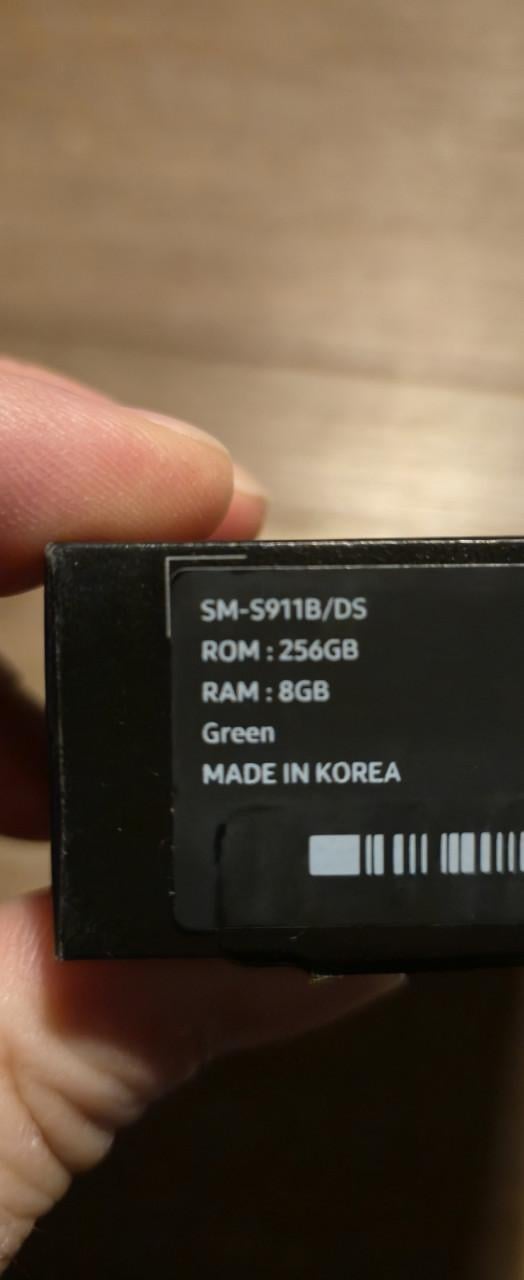 SM-S911B/DS
ROM : 256GB
RAM : 8GB
Green
MADE IN KOREA